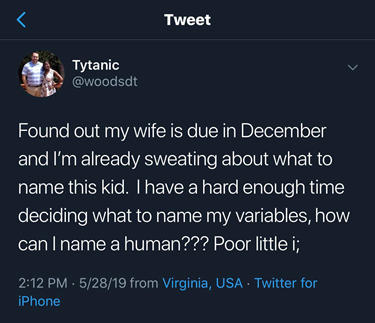 Tweet
Tytanic
@woodsdt
Found out my wife is due in December
and I'm already sweating about what to
name this kid.  I have a hard enough time
deciding what to name my variables, how
can I name a human??? Poor little i;
2:12 PM · 5/28/19 from Virginia, USA · Twitter for
iPhone